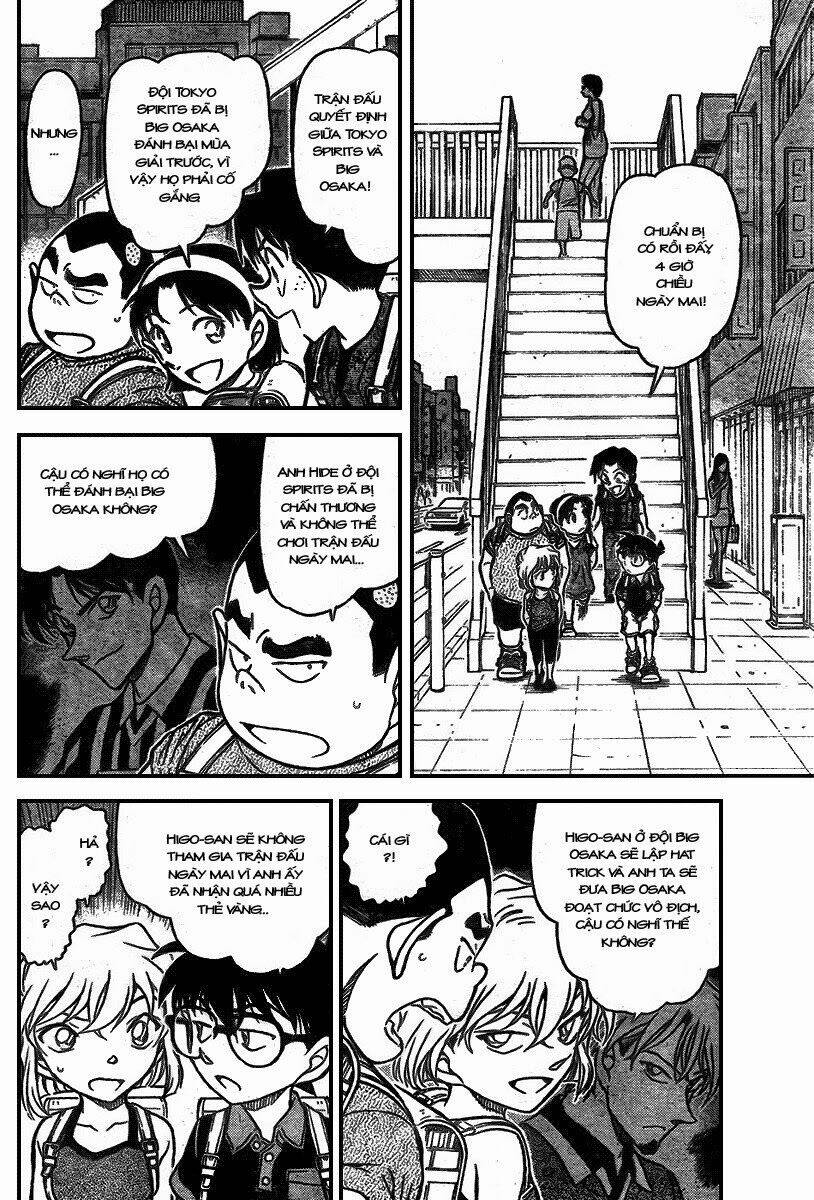 CHUẨN BỊ
CÓ RỒI ĐẤY
4 GIỜ
CHIỀU
NGÀY MAI!
TRẬN ĐẤU
QUYẾT ĐỊNH
GIỮA TOKYO
SPIRITS VÀ
BIG
OSAKA!
ĐỘI TOKYO
SPIRITS ĐÃ BỊ
BIG OSAKA
ĐÁNH BẠI MÙA
GIẢI TRƯỚC, VÌ
VẬY HỌ PHẢI CỐ
GẮNG
NHƯNG
...
ANH HIDE Ở ĐỘI
SPIRITS ĐÃ BỊ
CHẤN THƯƠNG
VÀ KHÔNG THỂ
CHƠI TRẬN ĐẤU
NGÀY MAI...
CẬU CÓ NGHĨ HỌ CÓ
THỂ ĐÁNH BẠI BIG
OSAKA KHÔNG?
HIGO-SAN Ở ĐỘI BIG
OSAKA SẼ LẬP HAT
TRICK VÀ ANH TA SẼ
ĐƯA BIG OSAKA
ĐOẠT CHỨC VÔ ĐỊCH,
CẬU CÓ NGHĨ THẾ
KHÔNG?
CÁI GÌ
?!
HIGO-SAN SẼ KHÔNG
THAM GIA TRẬN ĐẤU
NGÀY MAI VÌ ANH ẤY
ĐÃ NHẬN QUÁ NHIỀU
THẺ VÀNG..
HẢ
?
VẬY
SAO
?